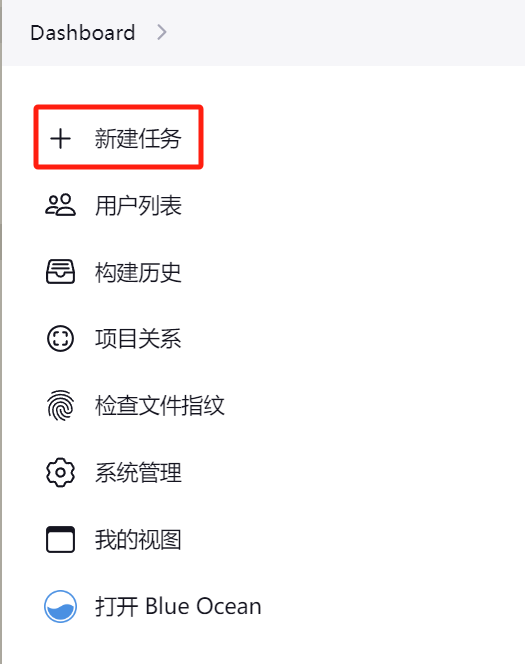 Dashboard
新建任务
用户列表
构建历史
项目关系
检查文件指纹
系统管理
我的视图
打开 Blue Ocean